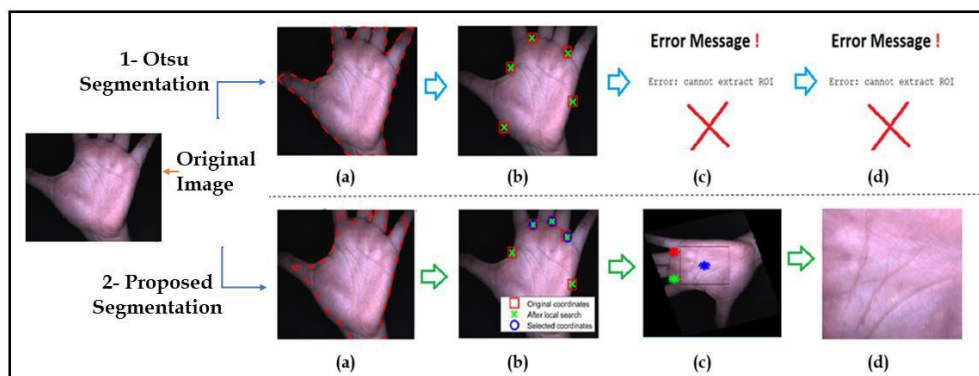 1- Otsu
Segmentation
(a)
(b)
Error Message !
Error: cannot extract ROI
(c)
Error Message !
Error: cannot extract ROI
(d)
Original
Image
2- Proposed
Segmentation
(a)
Original coordinates
After local search
Selected coordinates
(b)
(c)
(d)